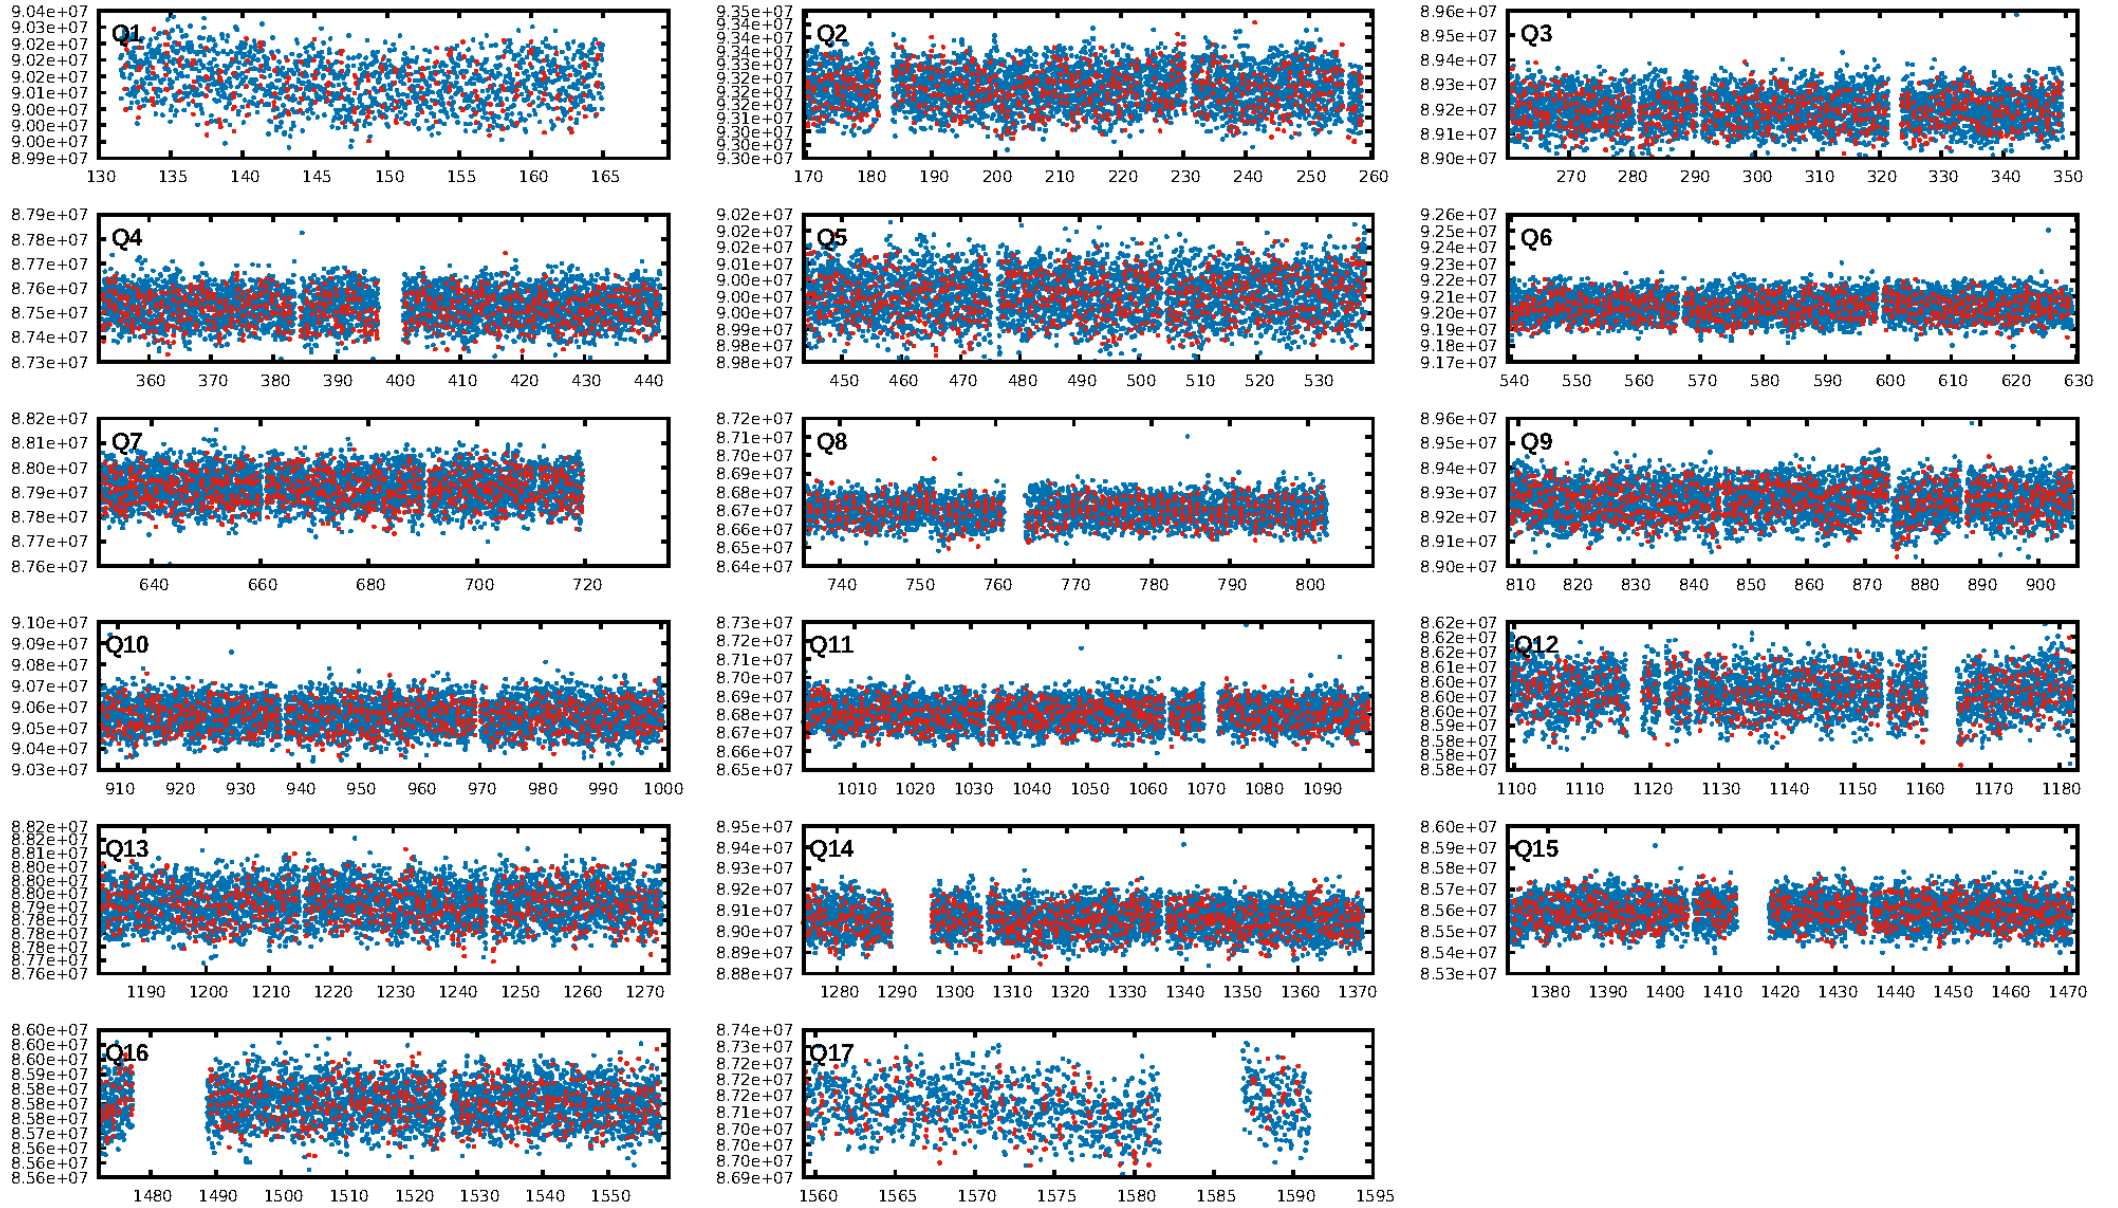 Q1
9.04e+07
9.03e+07
9.02e+07
9.02e+07
9.01e+07
9.01e+07
9.00e+07
9.00e+07
9.00e+07
8.99e+07
130 135 140 145 150 155 160 165
Q2
9.35e+07
9.34e+07
9.34e+07
9.34e+07
9.33e+07
9.32e+07
9.32e+07
9.32e+07
9.31e+07
9.30e+07
9.30e+07
9.30e+07
170 180 190 200 210 220 230 240 250 260
Q3
8.96e+07
8.95e+07
8.94e+07
8.93e+07
8.92e+07
8.91e+07
8.90e+07
270 280 290 300 310 320 330 340 350
Q4
8.79e+07
8.78e+07
8.77e+07
8.76e+07
8.75e+07
8.74e+07
8.73e+07
360 370 380 390 400 410 420 430 440
Q5
9.02e+07
9.02e+07
9.01e+07
9.01e+07
9.00e+07
9.00e+07
8.99e+07
8.99e+07
8.98e+07
8.98e+07
450 460 470 480 490 500 510 520 530
Q6
9.26e+07
9.25e+07
9.24e+07
9.23e+07
9.22e+07
9.21e+07
9.20e+07
9.19e+07
9.18e+07
9.17e+07
540 550 560 570 580 590 600 610 620 630
Q7
8.82e+07
8.81e+07
8.80e+07
8.79e+07
8.78e+07
8.77e+07
8.76e+07
640 660 680 700 720
Q8
8.72e+07
8.71e+07
8.70e+07
8.69e+07
8.68e+07
8.67e+07
8.66e+07
8.65e+07
8.64e+07
740 750 760 770 780 790 800
Q9
8.96e+07
8.95e+07
8.94e+07
8.93e+07
8.92e+07
8.91e+07
8.90e+07
810 820 830 840 850 860 870 880 890 900
Q10
9.10e+07
9.09e+07
9.08e+07
9.07e+07
9.06e+07
9.05e+07
9.04e+07
9.03e+07
910 920 930 940 950 960 970 980 990 1000
Q11
8.73e+07
8.72e+07
8.71e+07
8.70e+07
8.69e+07
8.68e+07
8.67e+07
8.66e+07
8.65e+07
1010 1020 1030 1040 1050 1060 1070 1080 1090
Q12
8.62e+07
8.62e+07
8.62e+07
8.61e+07
8.60e+07
8.60e+07
8.60e+07
8.59e+07
8.58e+07
8.58e+07
8.58e+07
1100 1110 1120 1130 1140 1150 1160 1170 1180
Q13
8.82e+07
8.82e+07
8.81e+07
8.80e+07
8.80e+07
8.80e+07
8.79e+07
8.78e+07
8.78e+07
8.78e+07
8.77e+07
8.76e+07
1190 1200 1210 1220 1230 1240 1250 1260 1270
Q14
8.95e+07
8.94e+07
8.93e+07
8.92e+07
8.91e+07
8.90e+07
8.89e+07
8.88e+07
1280 1290 1300 1310 1320 1330 1340 1350 1360 1370
Q15
8.60e+07
8.59e+07
8.58e+07
8.57e+07
8.56e+07
8.55e+07
8.54e+07
8.53e+07
1380 1390 1400 1410 1420 1430 1440 1450 1460 1470
Q16
8.60e+07
8.60e+07
8.60e+07
8.59e+07
8.58e+07
8.58e+07
8.58e+07
8.57e+07
8.56e+07
8.56e+07
8.56e+07
1480 1490 1500 1510 1520 1530 1540 1550
Q17
8.74e+07
8.73e+07
8.72e+07
8.72e+07
8.72e+07
8.71e+07
8.70e+07
8.70e+07
8.70e+07
8.69e+07
1560 1565 1570 1575 1580 1585 1590 1595